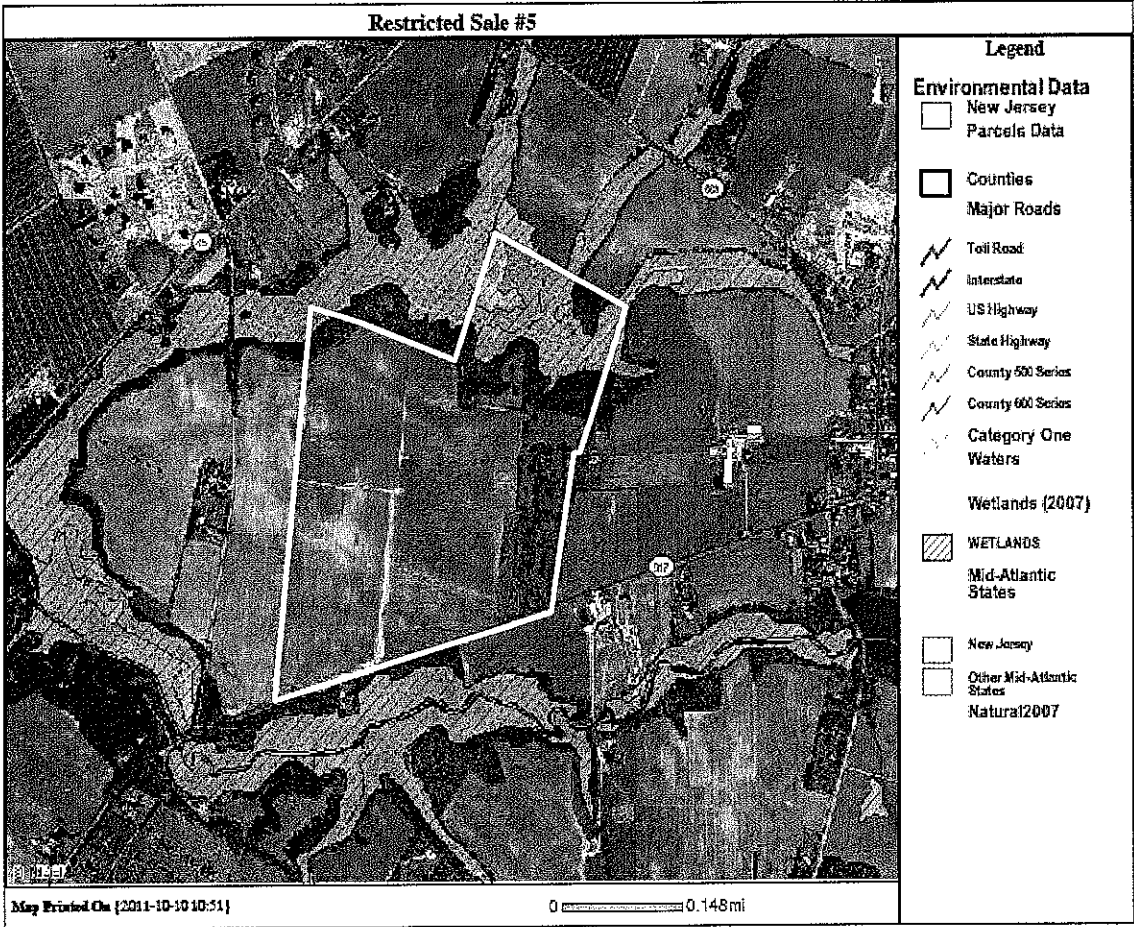 Restricted Sale #5
Legend
Environmental Data
New Jersey
Parcels Data
Counties
Major Roads
Toll Road
Interstate
US Highway
State Highway
County 500 Series
County 600 Series
Category One
Waters
Wetlands (2007)
WETLANDS
Mid-Atlantic
States
New Jersey
Other Mid-Atlantic
States
Natural2007
45
617
Map Printed On [2011-10-10 10:51]
0 0.148mi